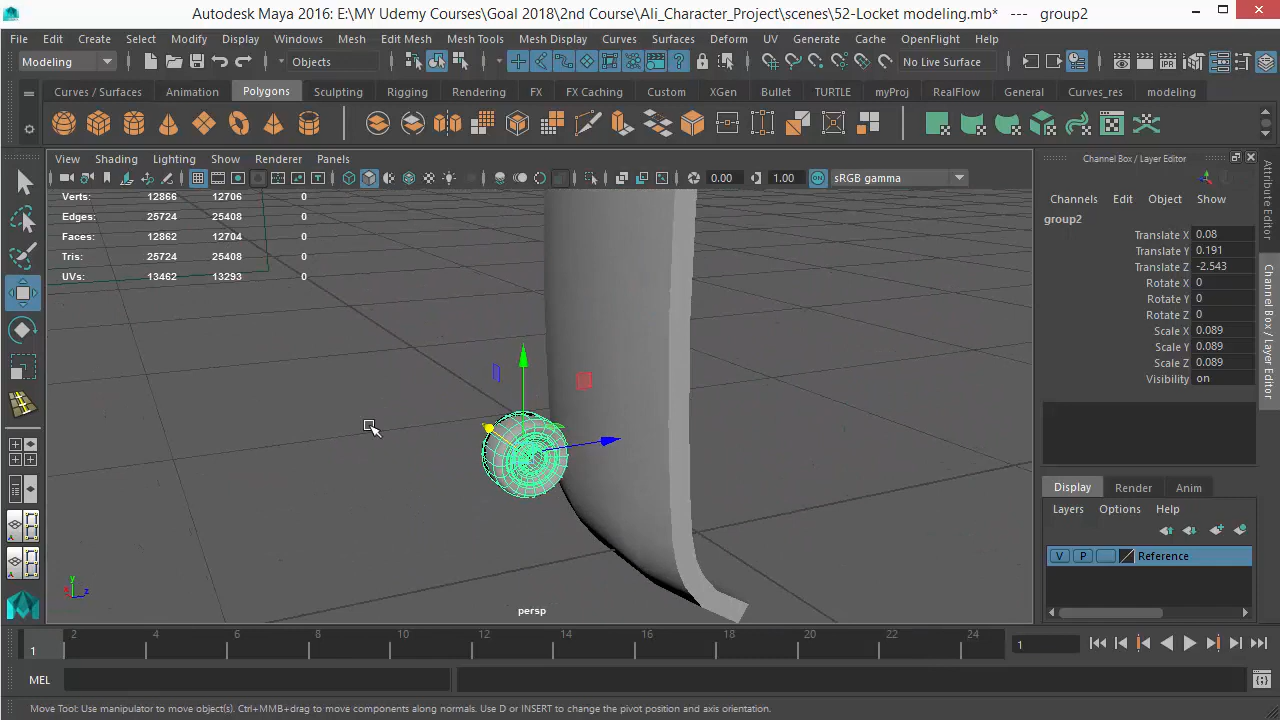 Autodesk Maya 2016: E:\MY Udemy Courses\Goal 2018\2nd Course\Ali_Character_Project\scenes\52-Locket modeling.mb* --- group2
File Edit Create Select Modify Display Windows Mesh Edit Mesh Mesh Tools Mesh Display Curves Surfaces Deform UV Generate Cache OpenFlight Help
Modeling Objects No Live Surface
Curves / Surfaces Animation Polygons Sculpting Rigging Rendering FX FX Caching Custom XGen Bullet TURTLE myProj RealFlow General Curves_res modeling
View Shading Lighting Show Renderer Panels
0.00 1.00 sRGB gamma
Verts: 12866 12706 0
Edges: 25724 25408 0
Faces: 12862 12704 0
Tris: 25724 25408 0
UVs: 13462 13293 0
y
x
z
persp
Channel Box / Layer Editor
Channels Edit Object Show
group2
Translate X 0.08
Translate Y 0.191
Translate Z -2.543
Rotate X 0
Rotate Y 0
Rotate Z 0
Scale X 0.089
Scale Y 0.089
Scale Z 0.089
Visibility on
Attribute Editor
Channel Box / Layer Editor
Display Render Anim
Layers Options Help
V P Reference
1 2 4 6 8 10 12 14 16 18 20 22 24 1
MEL
Move Tool: Use manipulator to move object(s). Ctrl+MMB+drag to move components along normals. Use D or INSERT to change the pivot position and axis orientation.